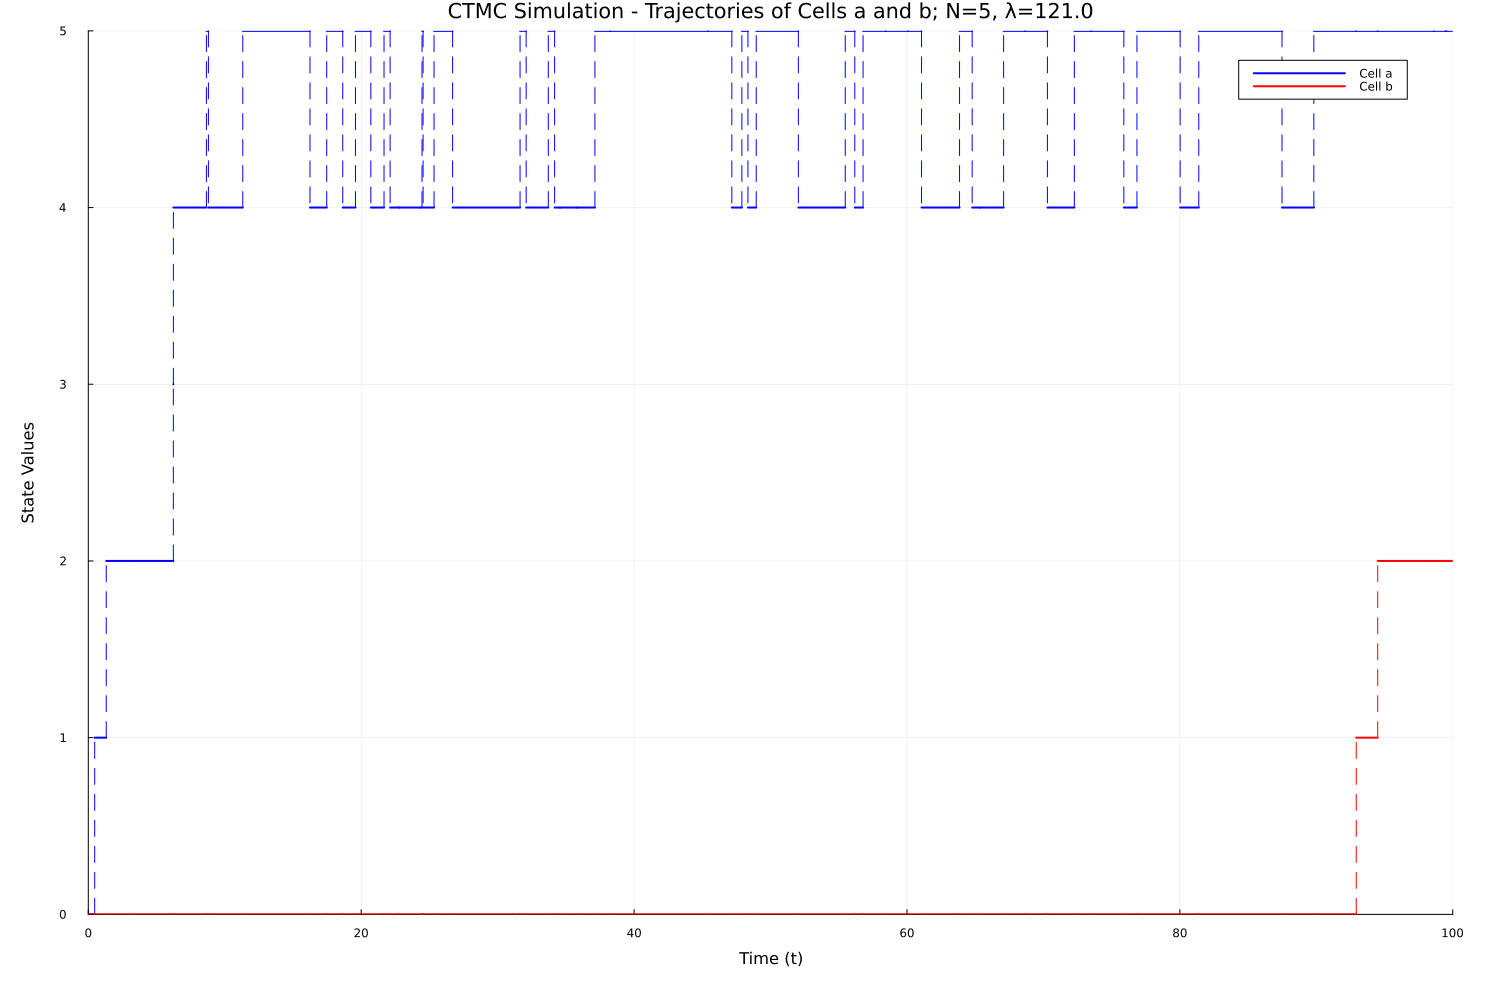 CTMC Simulation - Trajectories of Cells a and b; N=5, λ=121.0
State Values
5
4
3
2
1
0
Cell a
Cell b
0 20 40 60 80 100
Time (t)